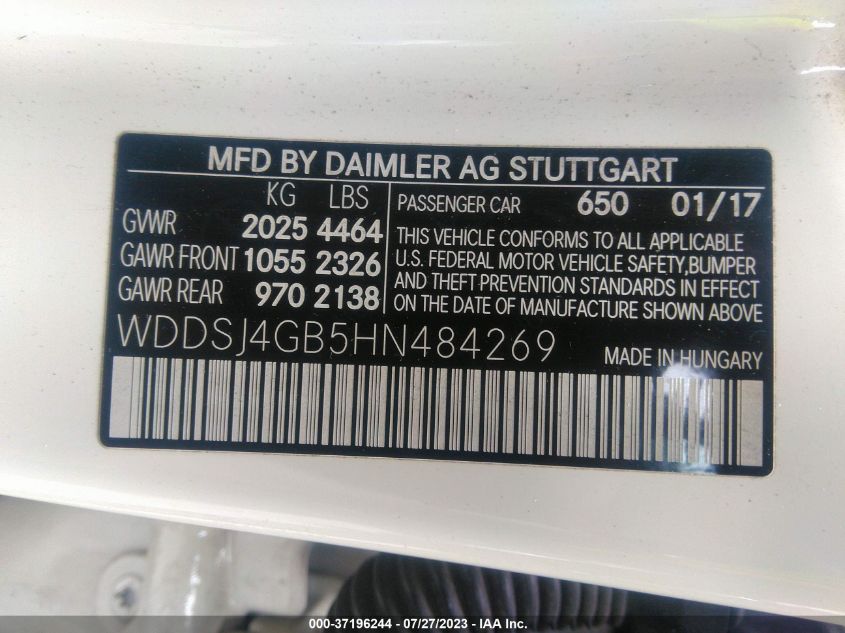 MFD BY DAIMLER AG STUTTGART
KG LBS
GVWR 2025 4464
GAWR FRONT 1055 2326
GAWR REAR 970 2138
PASSENGER CAR 650 01/17
THIS VEHICLE CONFORMS TO ALL APPLICABLE
U.S. FEDERAL MOTOR VEHICLE SAFETY,BUMPER
AND THEFT PREVENTION STANDARDS IN EFFECT
ON THE DATE OF MANUFACTURE SHOWN ABOVE
WDDSJ4GB5HN484269
MADE IN HUNGARY
000-37196244 / 07/27/2023 / IAA Inc.